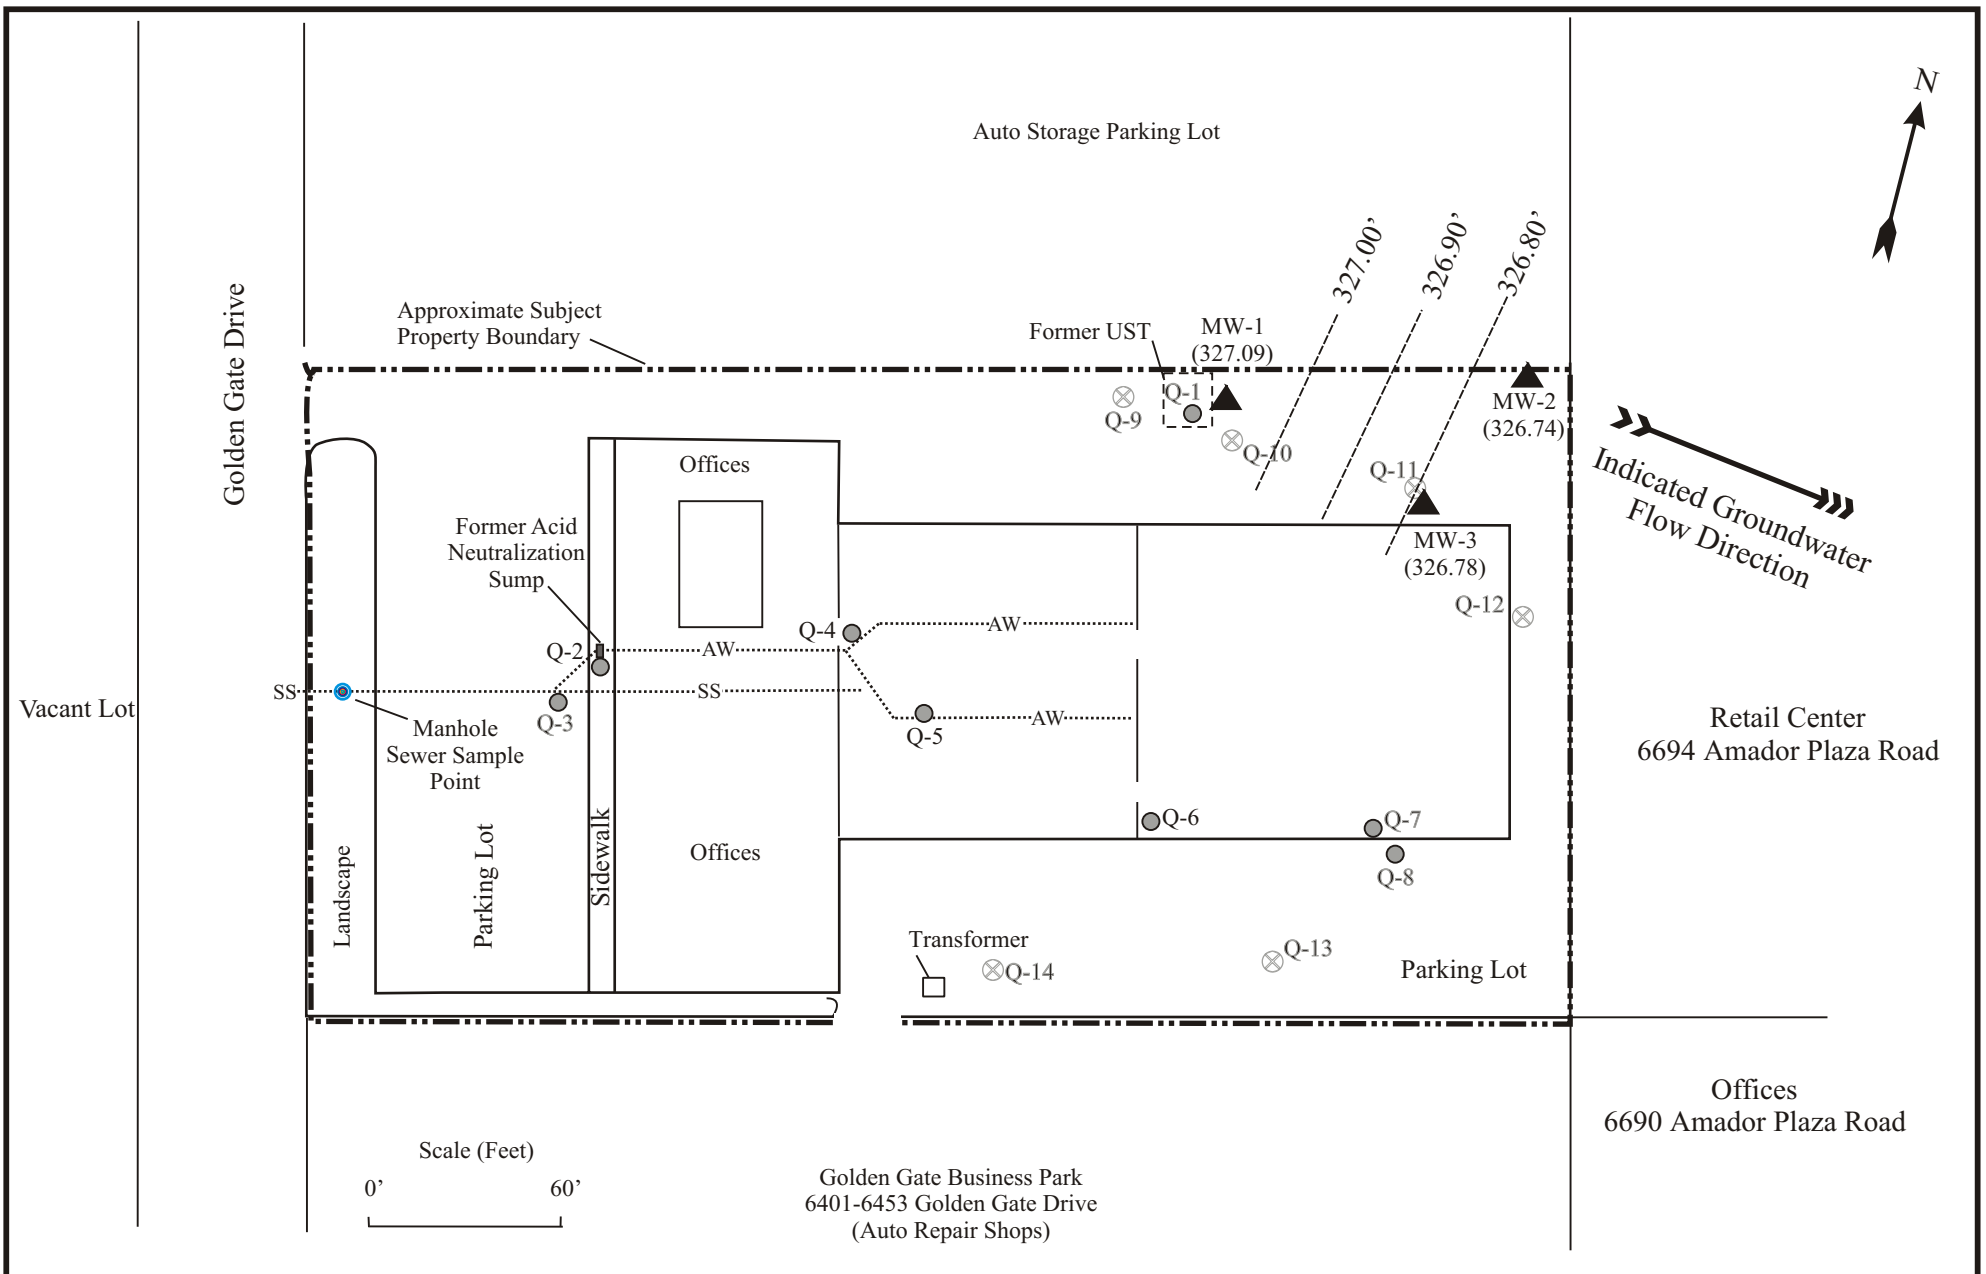 N
Auto Storage Parking Lot
327.00’
326.90’
326.80’
Golden Gate Drive
Approximate Subject
Property Boundary
Former UST
MW-1
(327.09)
Q-1
Q-9
Q-10
Q-11
MW-2
(326.74)
Indicated Groundwater
Flow Direction
Offices
Former Acid
Neutralization
Sump
MW-3
(326.78)
Q-12
Q-4
AW
Q-2
AW
SS
SS
Q-3
Q-5
AW
Vacant Lot
Manhole
Sewer Sample
Point
Retail Center
6694 Amador Plaza Road
Q-6
Q-7
Q-8
Landscape
Parking Lot
Sidewalk
Offices
Transformer
Q-14
Q-13
Parking Lot
Offices
6690 Amador Plaza Road
Scale (Feet)
0’ 60’
Golden Gate Business Park
6401-6453 Golden Gate Drive
(Auto Repair Shops)